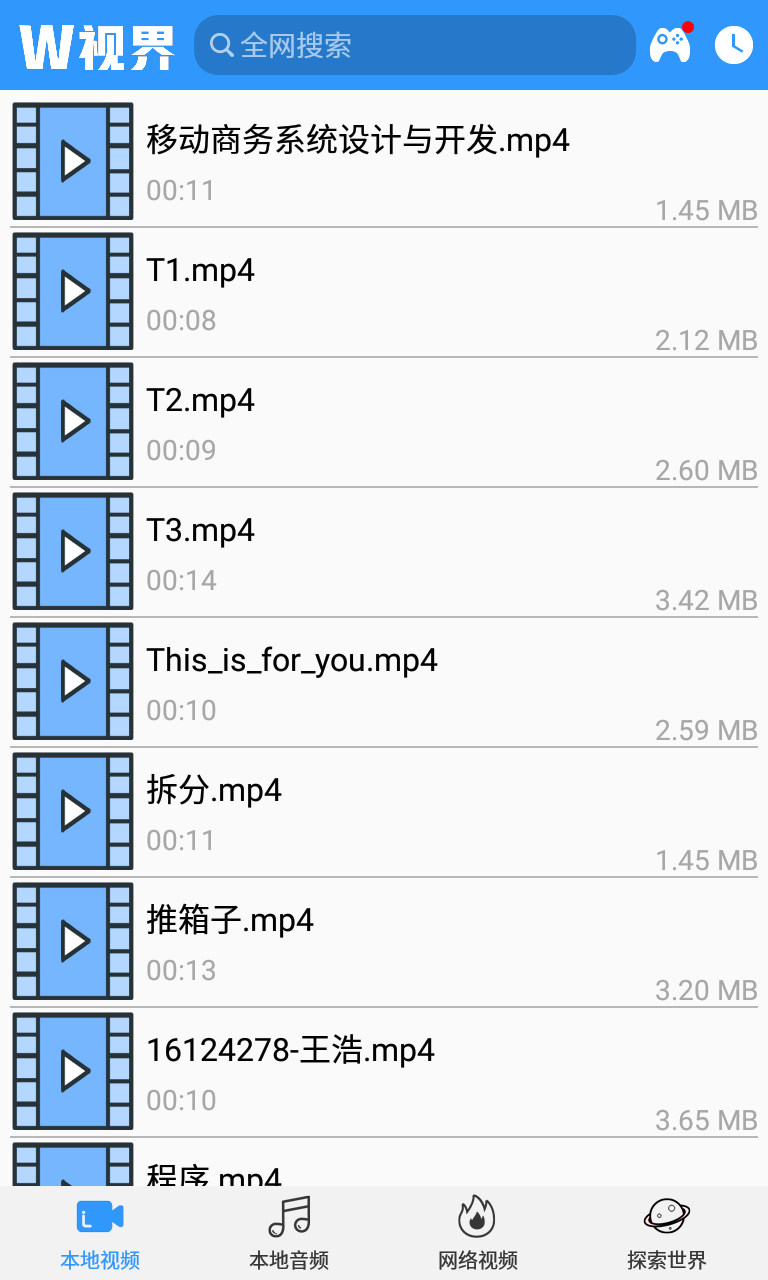 W视界
全网搜索
移动商务系统设计与开发.mp4
00:11
1.45 MB
T1.mp4
00:08
2.12 MB
T2.mp4
00:09
2.60 MB
T3.mp4
00:14
3.42 MB
This_is_for_you.mp4
00:10
2.59 MB
拆分.mp4
00:11
1.45 MB
推箱子.mp4
00:13
3.20 MB
16124278-王浩.mp4
00:10
3.65 MB
程序.mp4
本地视频
本地音频
网络视频
探索世界